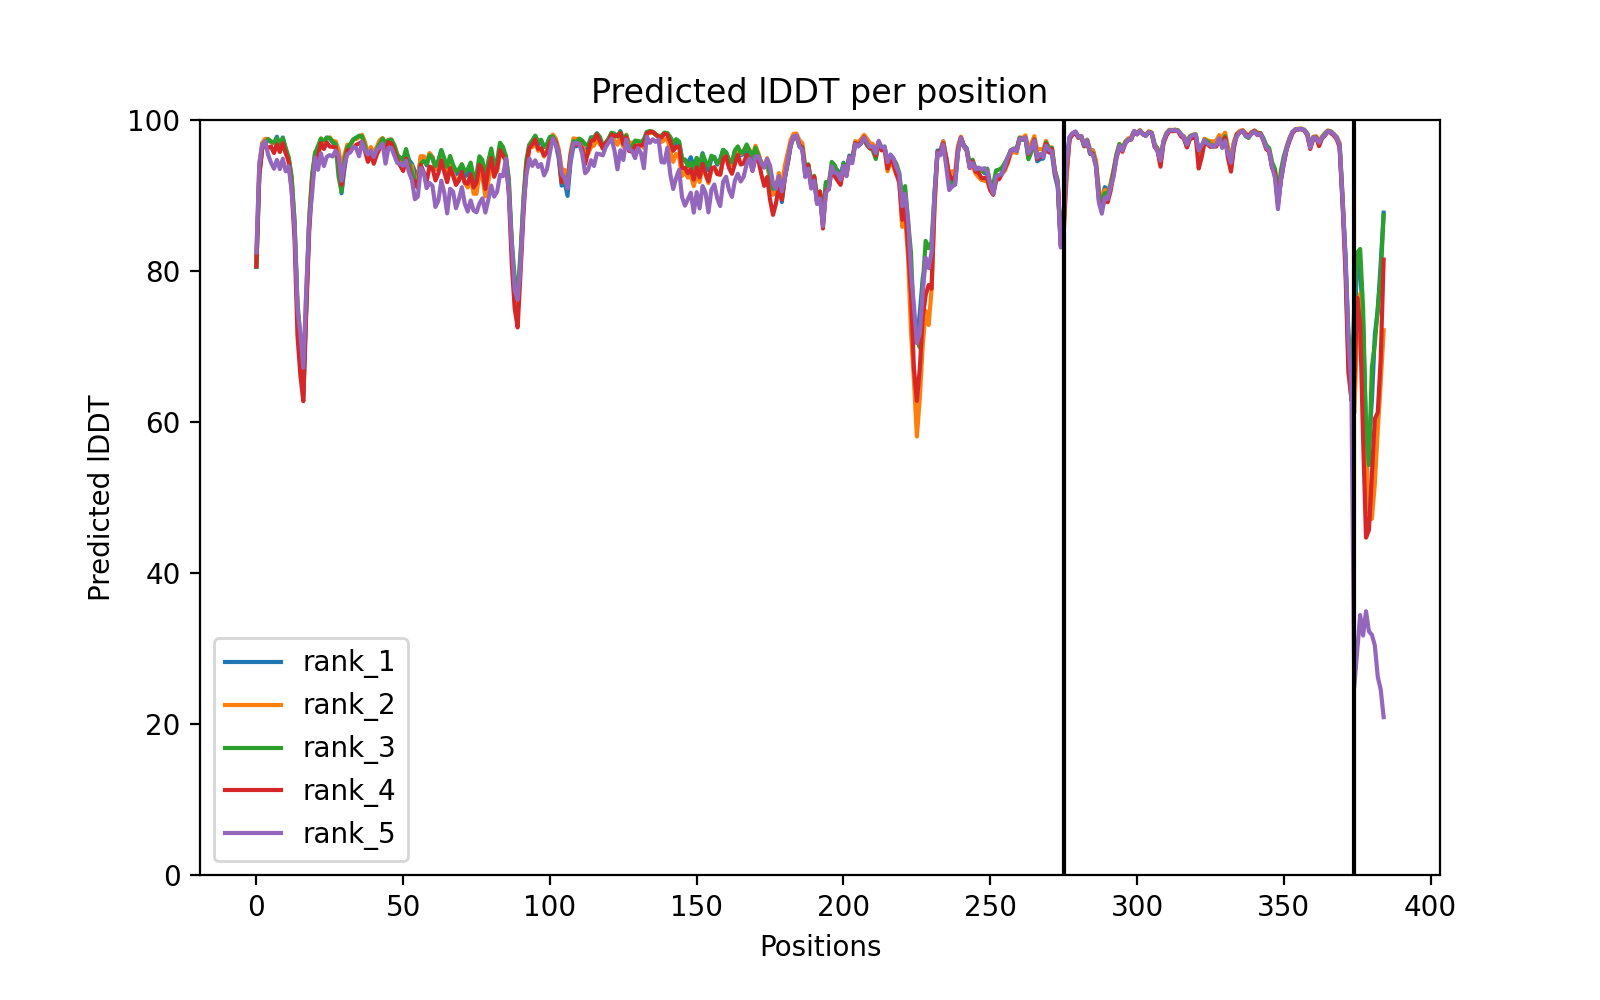 Predicted lDDT per position
100
80
60
40
20
0
Predicted lDDT
rank_1
rank_2
rank_3
rank_4
rank_5
0 50 100 150 200 250 300 350 400
Positions